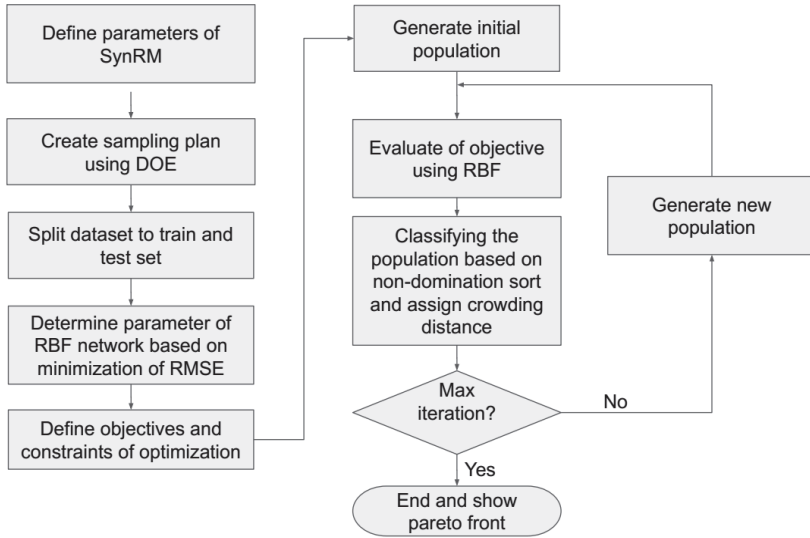 Define parameters of
SynRM
Create sampling plan
using DOE
Split dataset to train and
test set
Determine parameter of
RBF network based on
minimization of RMSE
Define objectives and
constraints of optimization
Generate initial
population
Evaluate of objective
using RBF
Classifying the
population based on
non-domination sort
and assign crowding
distance
Max
iteration?
No
Generate new
population
Yes
End and show
pareto front